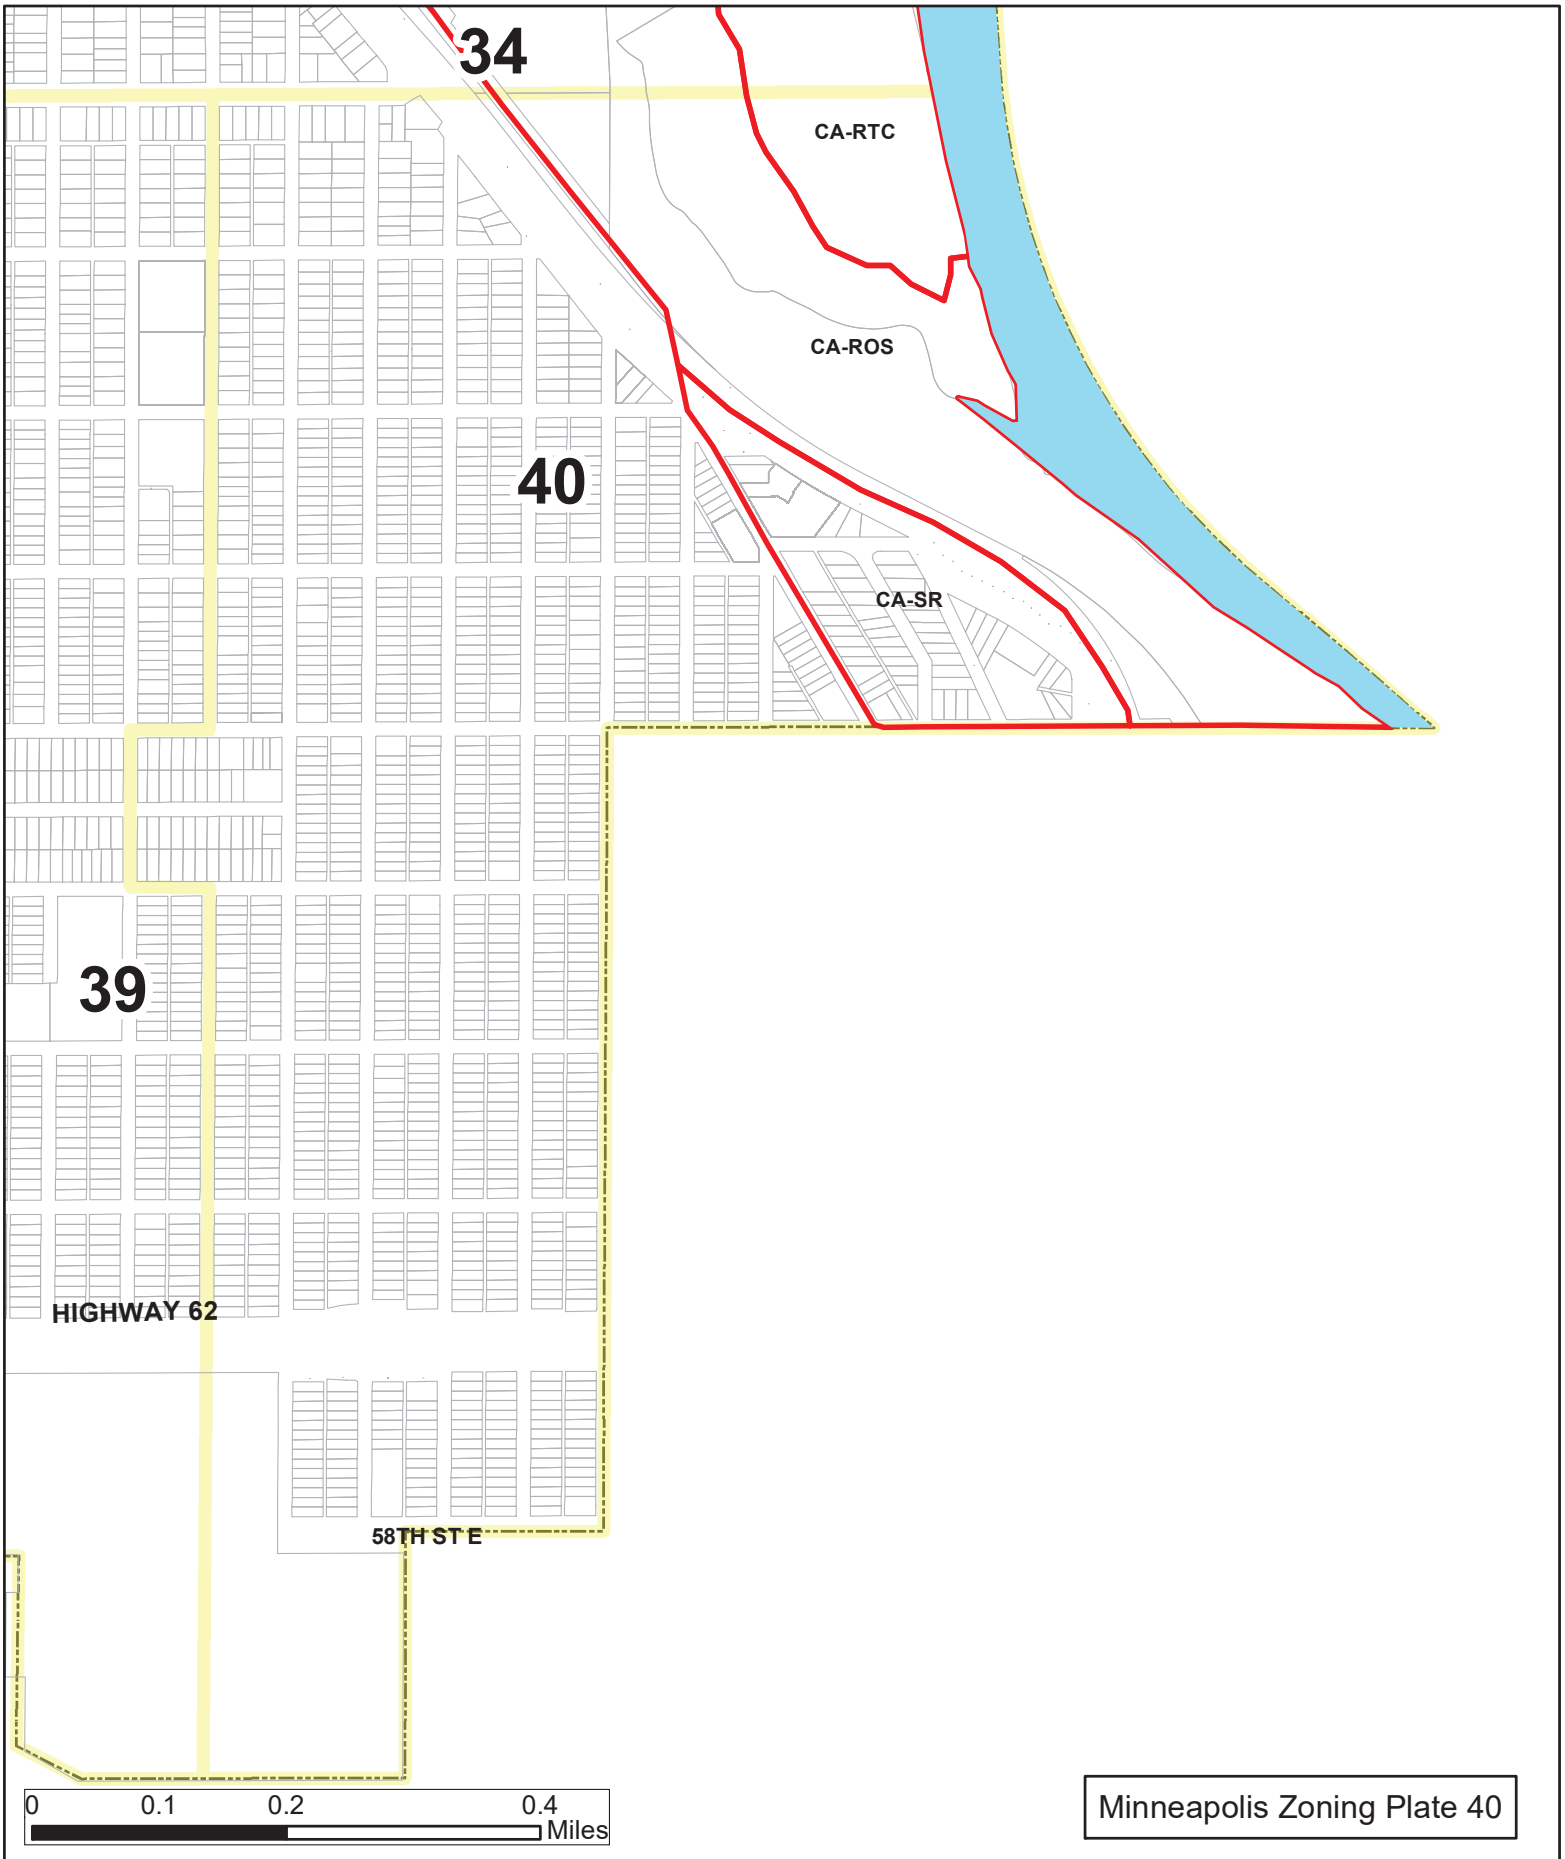 34
CA-RTC
CA-ROS
40
CA-SR
39
HIGHWAY 62
58TH ST E
0 0.1 0.2 0.4
Miles
Minneapolis Zoning Plate 40